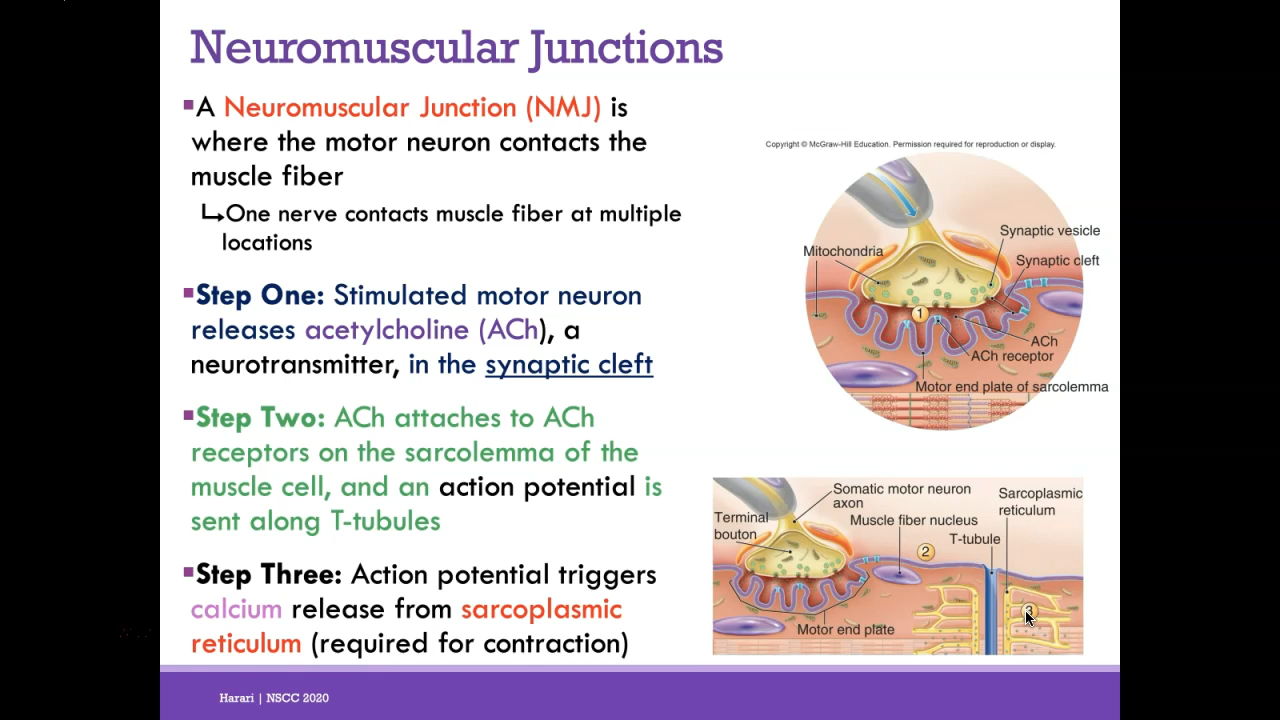 Neuromuscular Junctions
▪A Neuromuscular Junction (NMJ) is
where the motor neuron contacts the
muscle fiber
↳One nerve contacts muscle fiber at multiple
locations
▪Step One: Stimulated motor neuron
releases acetylcholine (ACh), a
neurotransmitter, in the synaptic cleft
▪Step Two: ACh attaches to ACh
receptors on the sarcolemma of the
muscle cell, and an action potential is
sent along T-tubules
▪Step Three: Action potential triggers
calcium release from sarcoplasmic
reticulum (required for contraction)
Copyright © McGraw-Hill Education. Permission required for reproduction or display.
Synaptic vesicle
Mitochondria
Synaptic cleft
1
ACh
ACh receptor
Motor end plate of sarcolemma
Somatic motor neuron
axon
Sarcoplasmic
reticulum
Terminal
bouton
Muscle fiber nucleus
T-tubule
2
3
Motor end plate
Harari | NSCC 2020